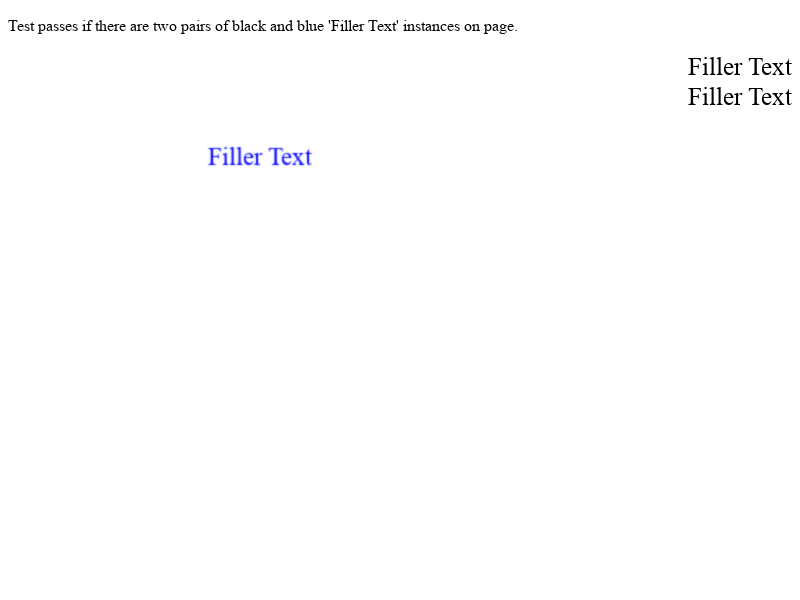 Test passes if there are two pairs of black and blue 'Filler Text' instances on page.
Filler Text
Filler Text
Filler Text